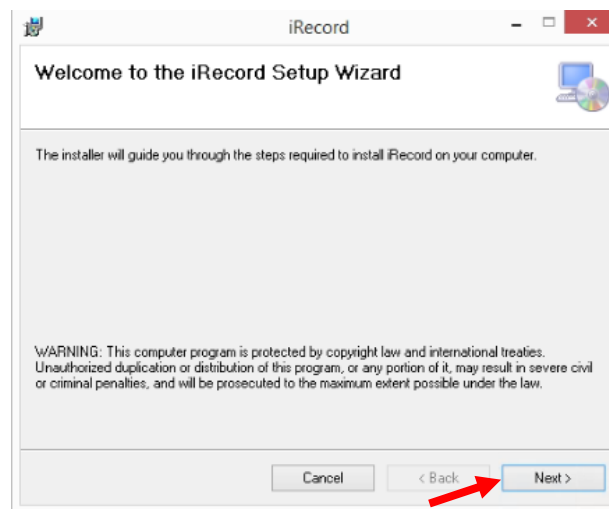 iRecord
Welcome to the iRecord Setup Wizard
The installer will guide you through the steps required to install iRecord on your computer.
WARNING: This computer program is protected by copyright law and international treaties.
Unauthorized duplication or distribution of this program, or any portion of it, may result in severe civil
or criminal penalties, and will be prosecuted to the maximum extent possible under the law.
Cancel < Back Next >